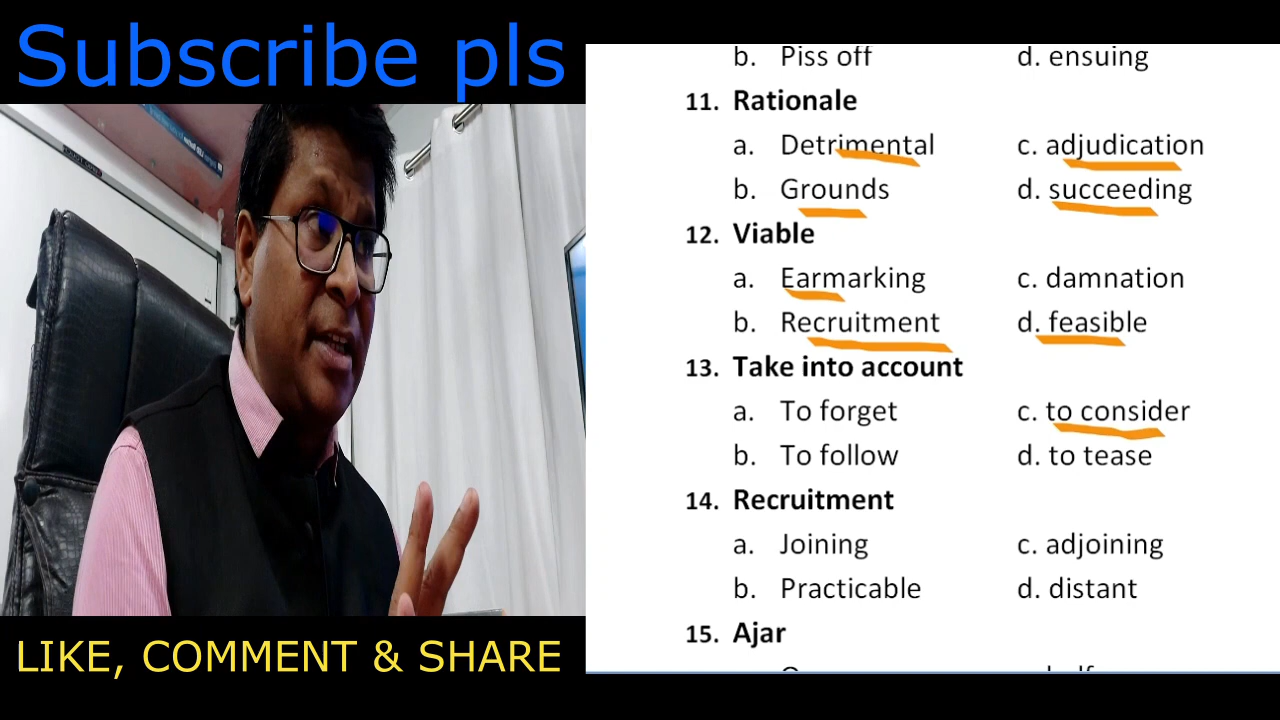 Subscribe pls
LIKE, COMMENT & SHARE
b. Piss off d. ensuing
11. Rationale
a. Detrimental c. adjudication
b. Grounds d. succeeding
12. Viable
a. Earmarking c. damnation
b. Recruitment d. feasible
13. Take into account
a. To forget c. to consider
b. To follow d. to tease
14. Recruitment
a. Joining c. adjoining
b. Practicable d. distant
15. Ajar